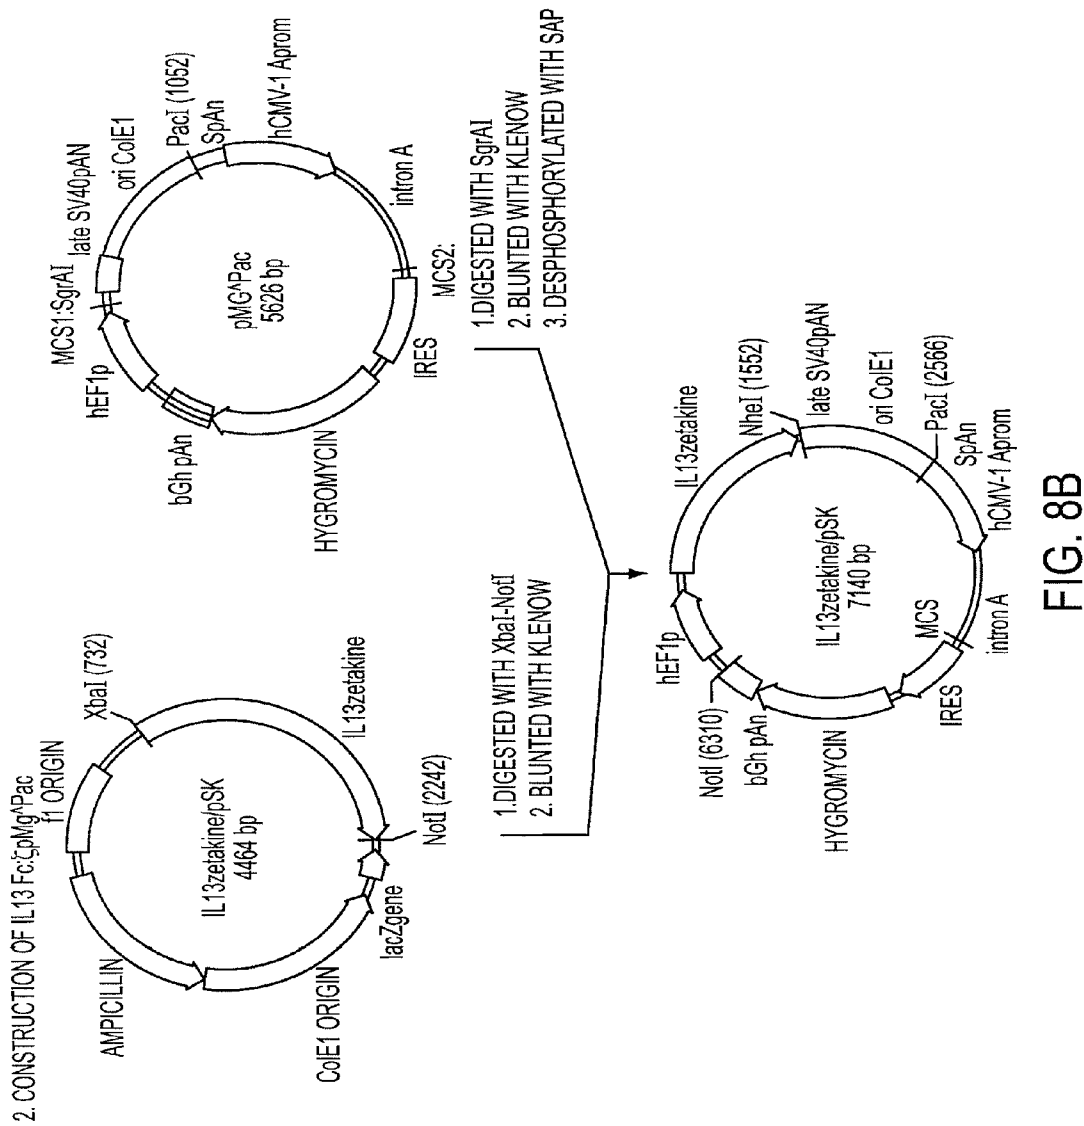 2. CONSTRUCTION OF IL13 Fc:ζpMg^Pac
f1 ORIGIN
XbaI (732)
IL13zetakine
NotI (2242)
lacZgene
ColE1 ORIGIN
AMPICILLIN
IL13zetakine/pSK
4464 bp
MCS1:SgrAI
late SV40pAN
ori ColE1
PacI (1052)
SpAn
hCMV-1 Aprom
intron A
MCS2:
IRES
HYGROMYCIN
bGh pAn
hEF1p
pMG^Pac
5626 bp
1.DIGESTED WITH XbaI-NotI
2. BLUNTED WITH KLENOW
1.DIGESTED WITH SgrAI
2. BLUNTED WITH KLENOW
3. DESPHORYLATED WITH SAP
IL13zetakine
NheI (1552)
late SV40pAN
ori ColE1
PacI (2566)
SpAn
hCMV-1 Aprom
intron A
MCS
IRES
HYGROMYCIN
bGh pAn
NotI (6310)
hEF1p
IL13zetakine/pSK
7140 bp
FIG. 8B